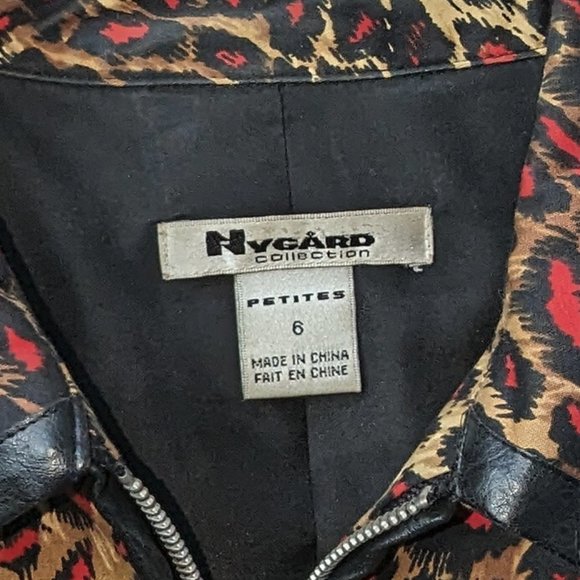 NYGÅRD
collection
PETITES
6
MADE IN CHINA
FAIT EN CHINE